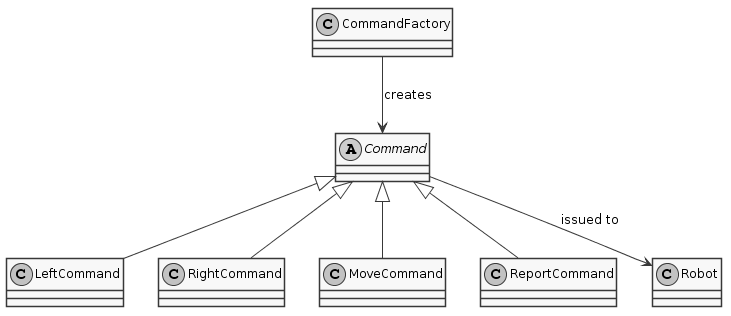 C CommandFactory
creates
A Command
issued to
C LeftCommand
C RightCommand
C MoveCommand
C ReportCommand
C Robot